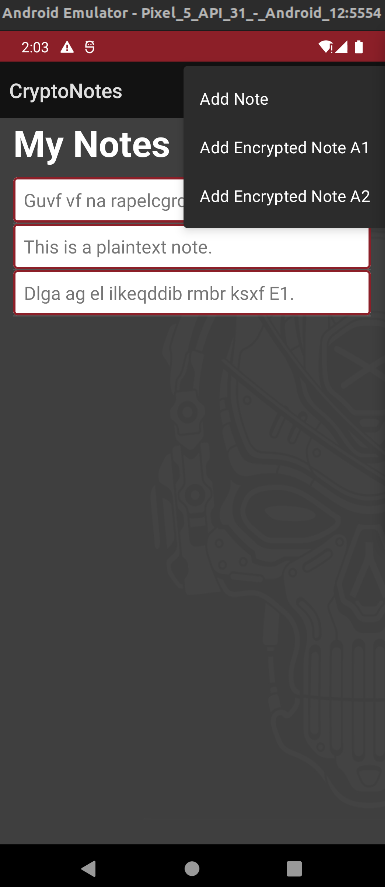 Android Emulator - Pixel_5_API_31_-_Android_12:5554
2:03
CryptoNotes
Add Note
Add Encrypted Note A1
Add Encrypted Note A2
My Notes
Guvf vf na
This is a plaintext note.
Dlga ag el ilkeqddib rmbr ksxf E1.